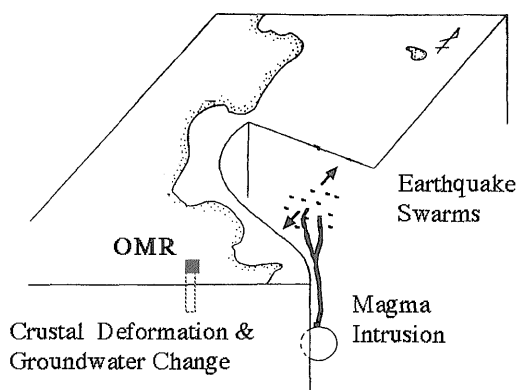 Earthquake
Swarms
OMR
Magma
Intrusion
Crustal Deformation &
Groundwater Change